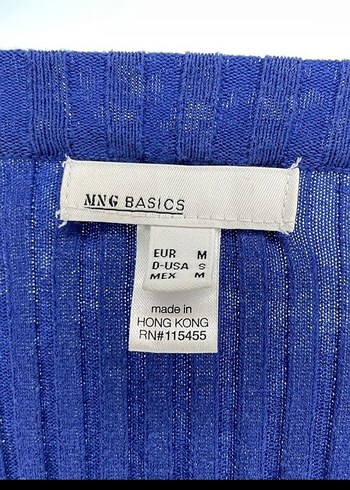 MNG BASICS
EUR M
D-USA S
MEX M
made in
HONG KONG
RN#115455